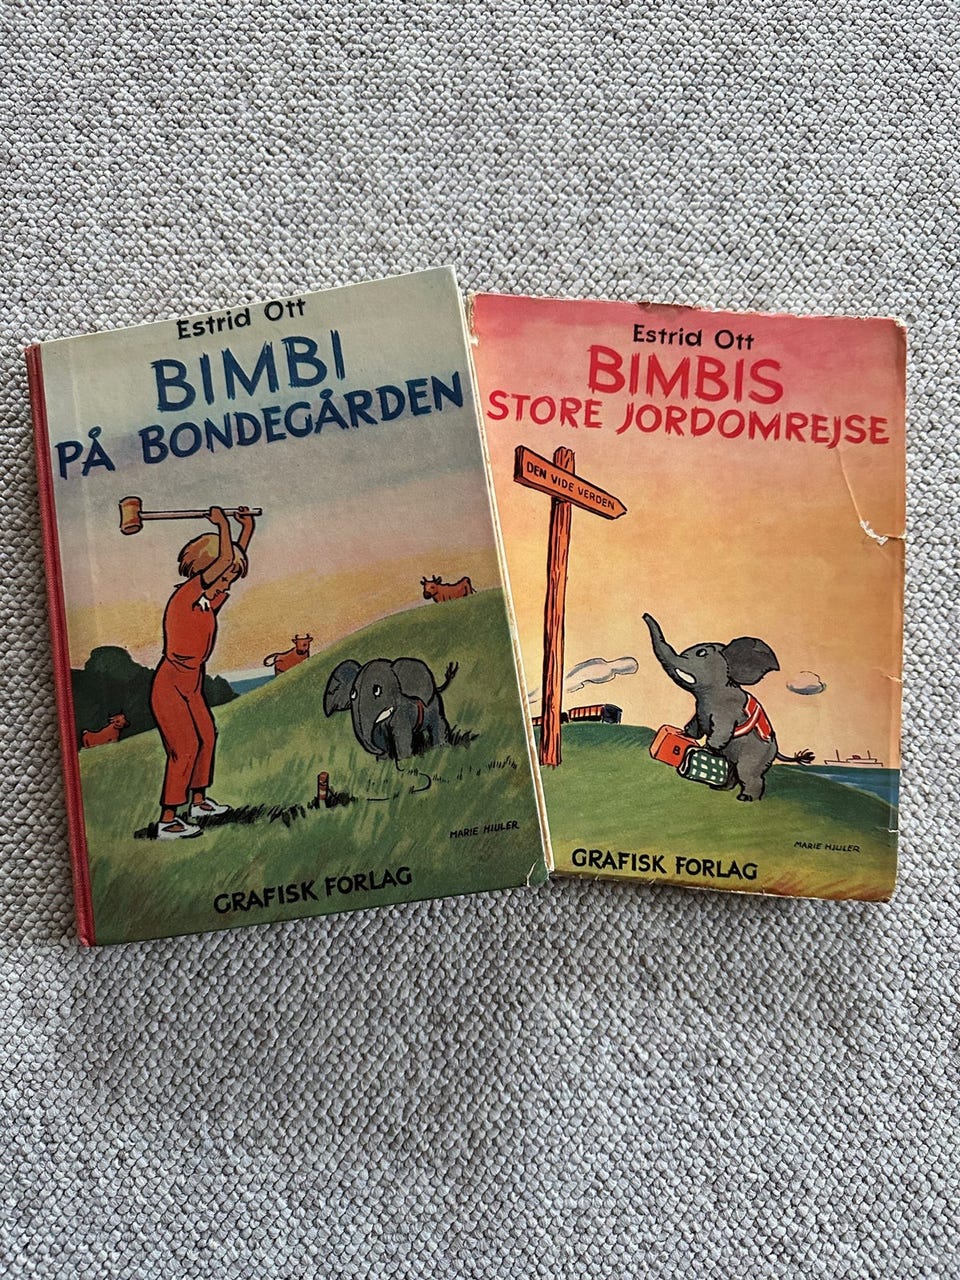 Estrid Ott
BIMBI
PÅ BONDEGÅRDEN
MARIE HJULER
GRAFISK FORLAG
Estrid Ott
BIMBIS
STORE JORDOMREJSE
DEN VIDE VERDEN
B
MARIE HJULER
GRAFISK FORLAG